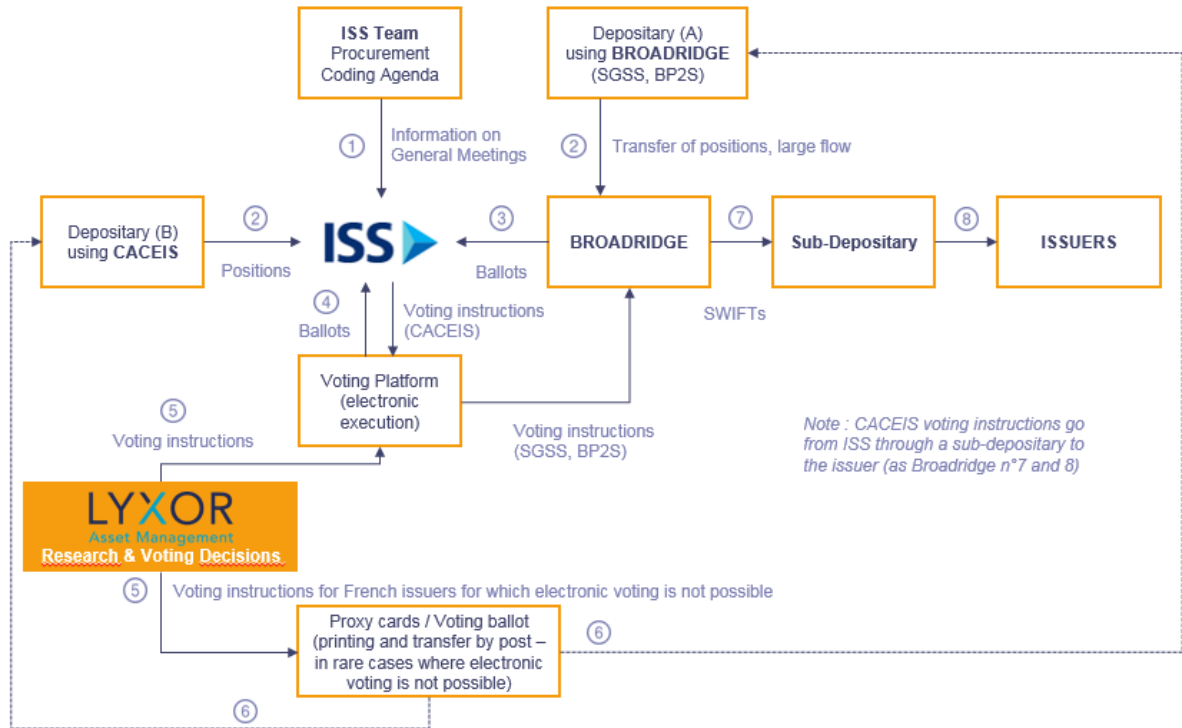 ISS Team
Procurement
Coding Agenda
Depositary (A)
using BROADRIDGE
(SGSS, BP2S)
1
Information on
General Meetings
2
Transfer of positions, large flow
Depositary (B)
using CACEIS
2
Positions
ISS
3
Ballots
BROADRIDGE
7
SWIFTs
Sub-Depositary
8
ISSUERS
4
Ballots
Voting instructions
(CACEIS)
Voting Platform
(electronic
execution)
5
Voting instructions
Voting instructions
(SGSS, BP2S)
Note : CACEIS voting instructions go
from ISS through a sub-depositary to
the issuer (as Broadridge n°7 and 8)
LYXOR
Asset Management
Research & Voting Decisions
5
Voting instructions for French issuers for which electronic voting is not possible
Proxy cards / Voting ballot
(printing and transfer by post –
in rare cases where electronic
voting is not possible)
6
6